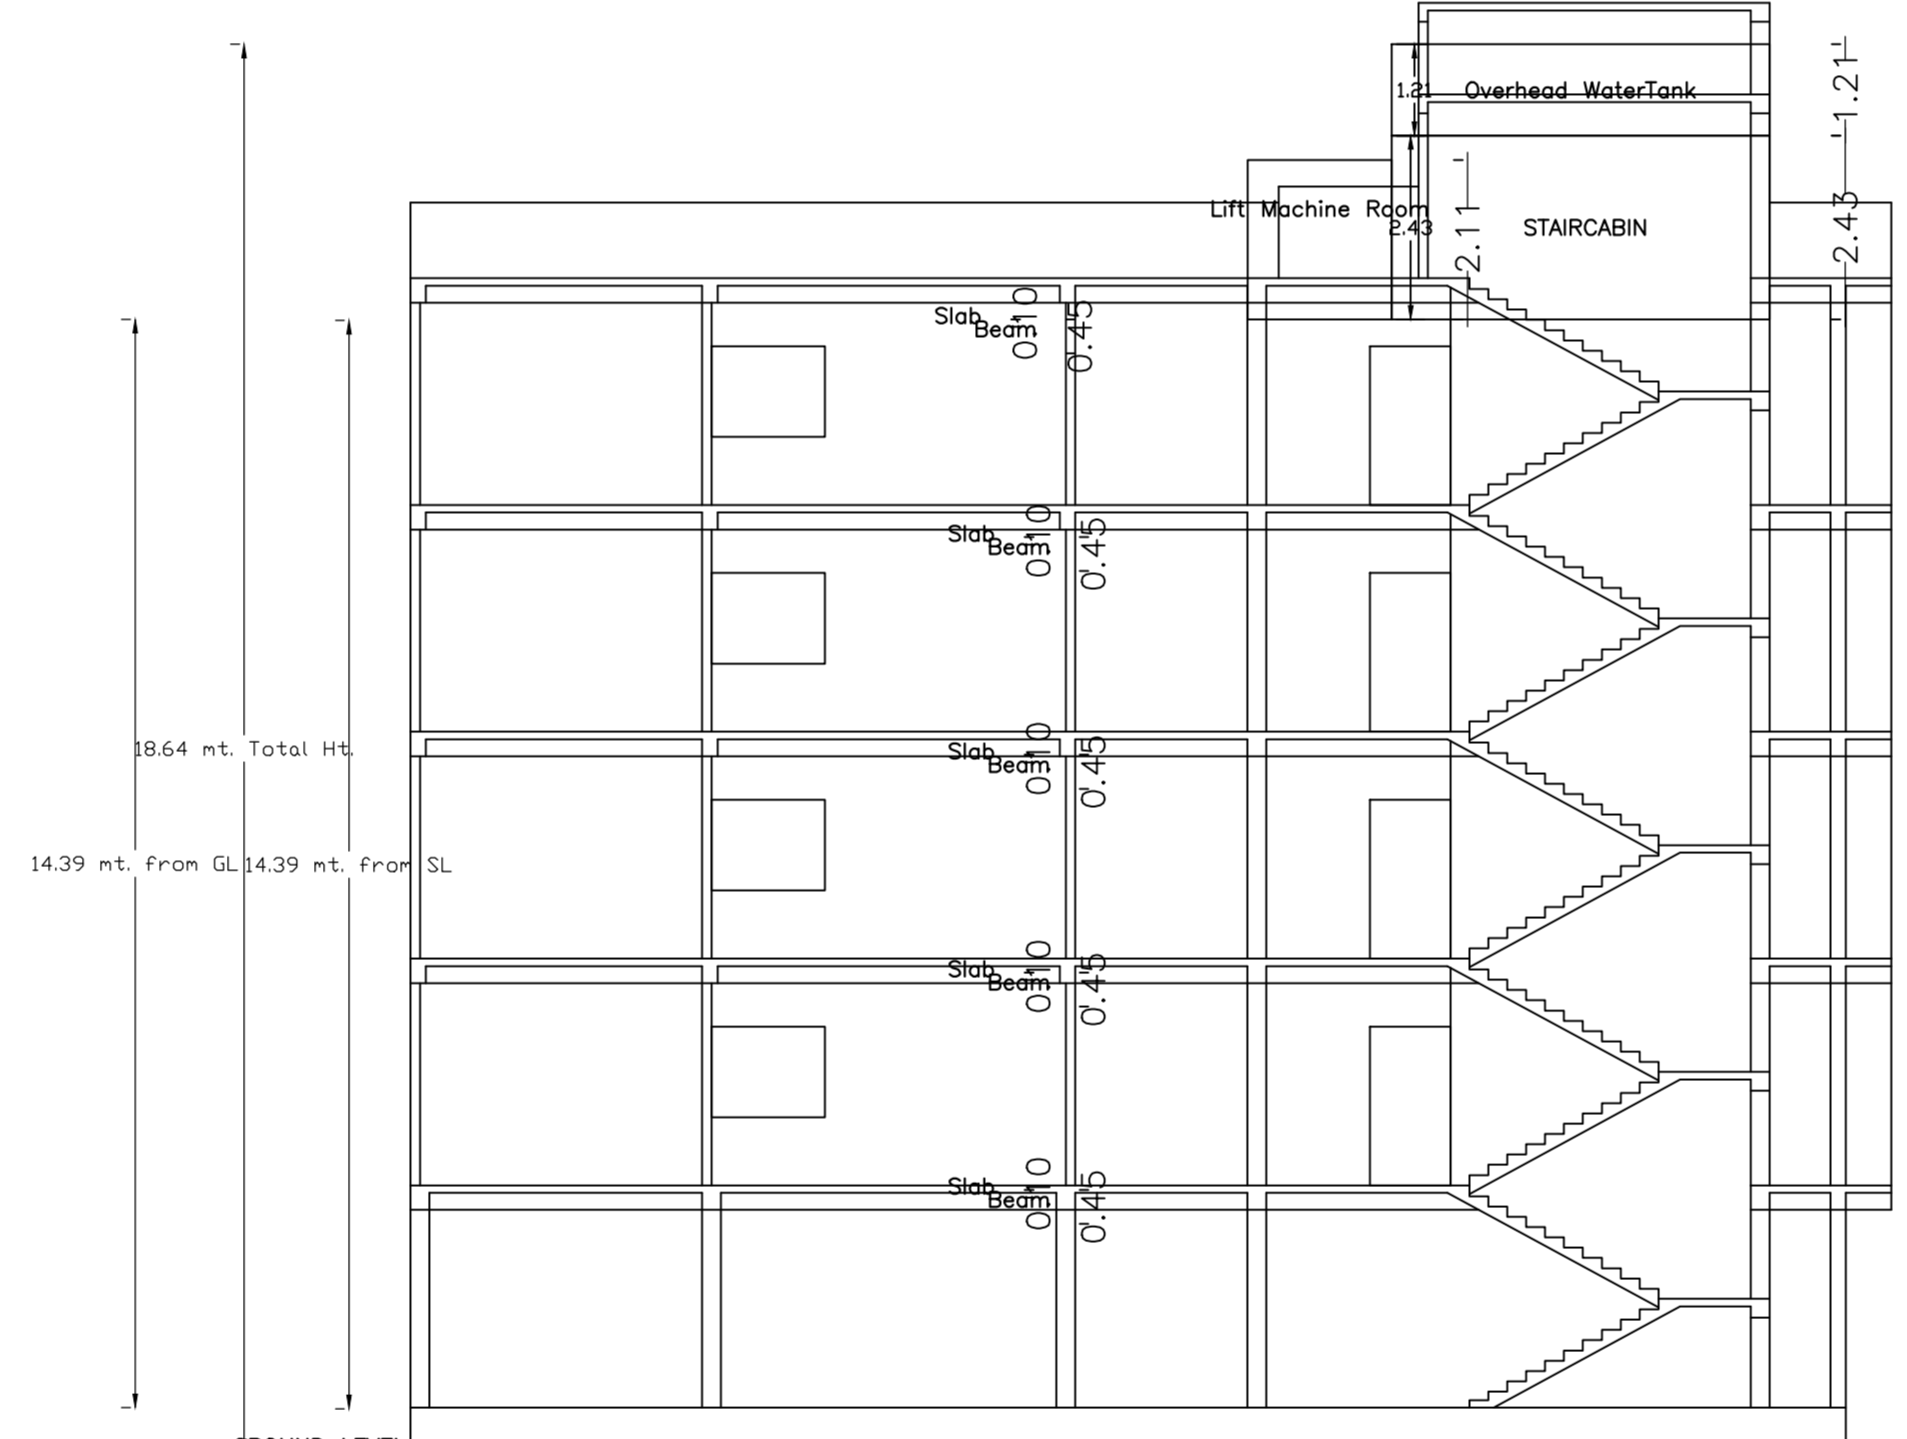 1.21
Overhead WaterTank
1.21
Lift Machine Room
2.43
2.11
STAIRCABIN
2.43
Slab
Beam
0.10
0.45
Slab
Beam
0.10
0.45
18.64 mt. Total Ht.
Slab
Beam
0.10
0.45
14.39 mt. from GL
14.39 mt. from SL
Slab
Beam
0.10
0.45
Slab
Beam
0.10
0.45